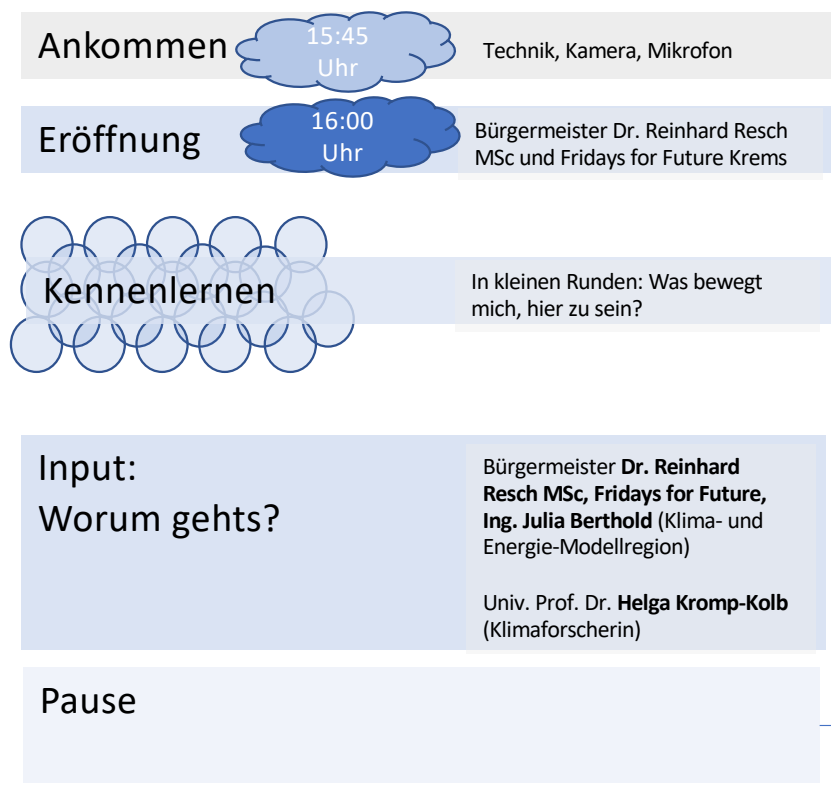 Ankommen
15:45
Uhr
Technik, Kamera, Mikrofon
Eröffnung
16:00
Uhr
Bürgermeister Dr. Reinhard Resch
MSc und Fridays for Future Krems
Kennenlernen
In kleinen Runden: Was bewegt
mich, hier zu sein?
Input:
Worum gehts?
Bürgermeister Dr. Reinhard
Resch MSc, Fridays for Future,
Ing. Julia Berthold (Klima- und
Energie-Modellregion)
Univ. Prof. Dr. Helga Kromp-Kolb
(Klimaforscherin)
Pause